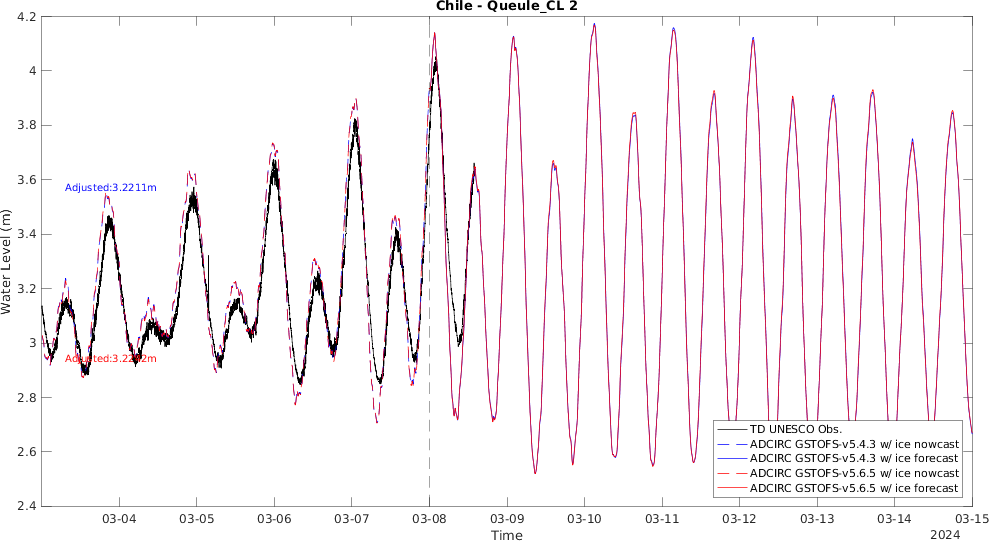 Chile - Queule_CL 2
Water Level (m)
4.2
4
3.8
3.6
3.4
3.2
3
2.8
2.6
2.4
Adjusted:3.2211m
TD UNESCO Obs.
ADCIRC GSTOFS-v5.4.3 w/ ice nowcast
ADCIRC GSTOFS-v5.4.3 w/ ice forecast
ADCIRC GSTOFS-v5.6.5 w/ ice nowcast
ADCIRC GSTOFS-v5.6.5 w/ ice forecast
03-04 03-05 03-06 03-07 03-08 03-09 03-10 03-11 03-12 03-13 03-14 03-15
Time
2024